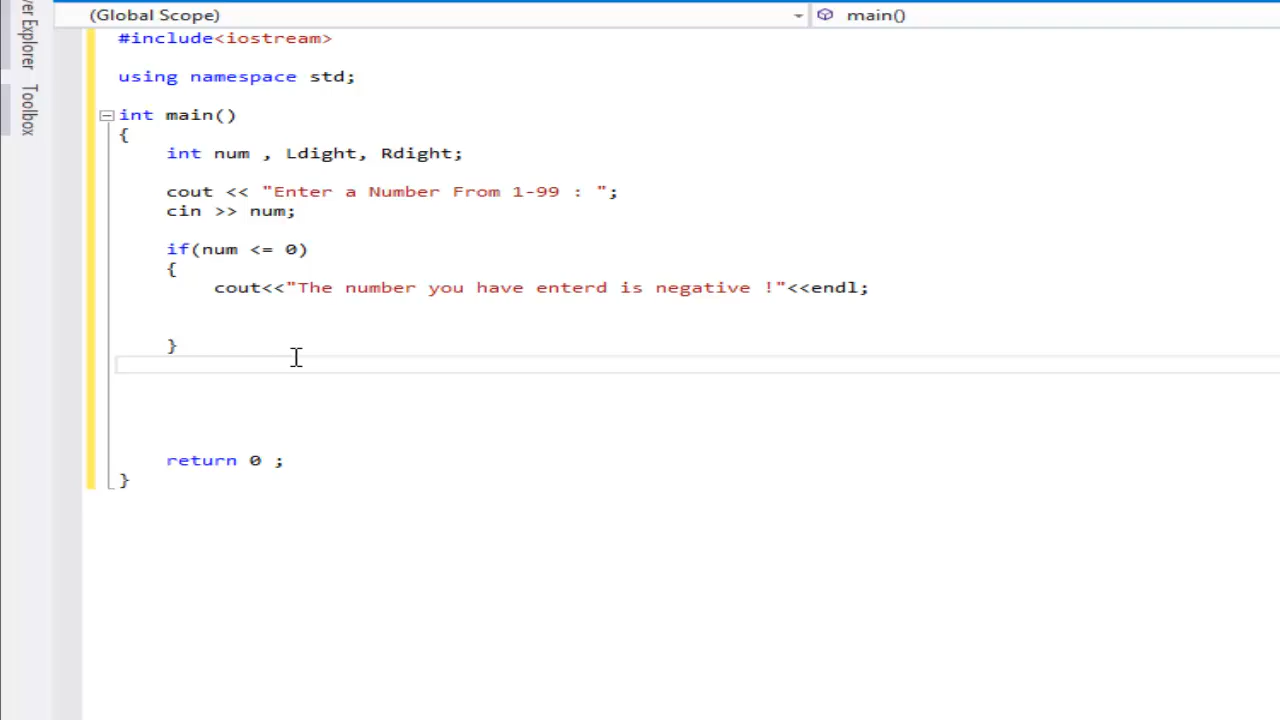 (Global Scope) main()
ver Explorer
Toolbox
#include<iostream>
using namespace std;
int main()
{
int num , Ldight, Rdight;
cout << "Enter a Number From 1-99 : ";
cin >> num;
if(num <= 0)
{
cout<<"The number you have enterd is negative !"<<endl;
}
return 0 ;
}